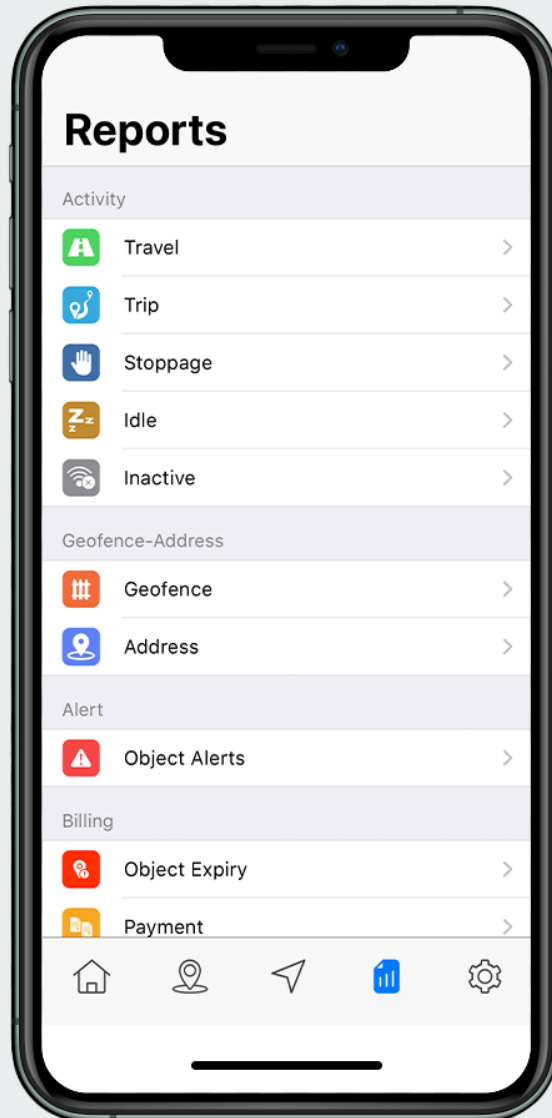 Reports
Activity
Travel
Trip
Stoppage
Idle
Inactive
Geofence-Address
Geofence
Address
Alert
Object Alerts
Billing
Object Expiry
Payment